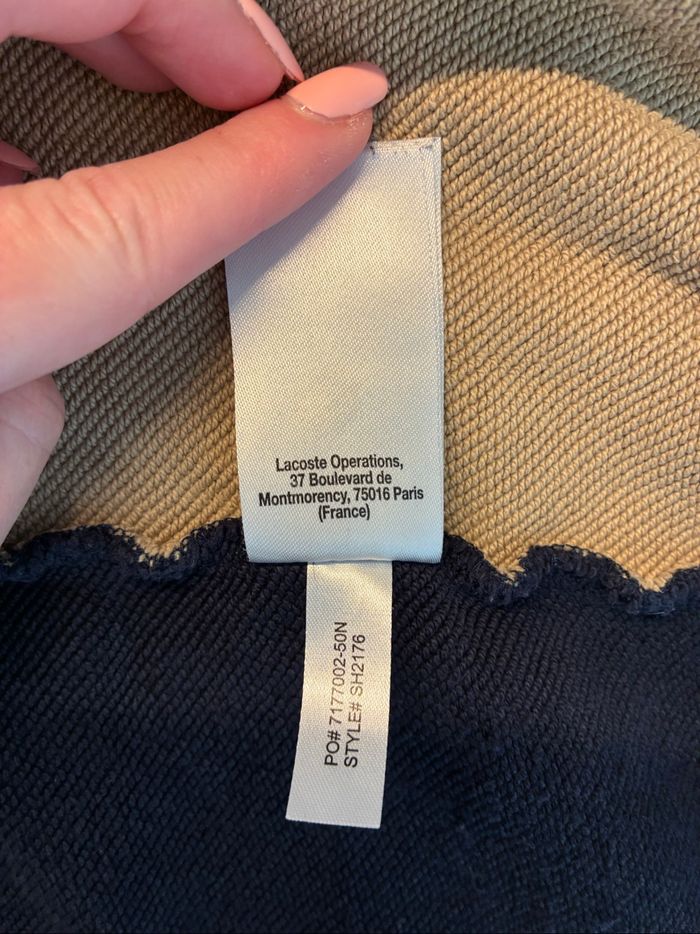 Lacoste Operations,
37 Boulevard de
Montmorency, 75016 Paris
(France)
PO# 7177002-50N
STYLE# SH2176